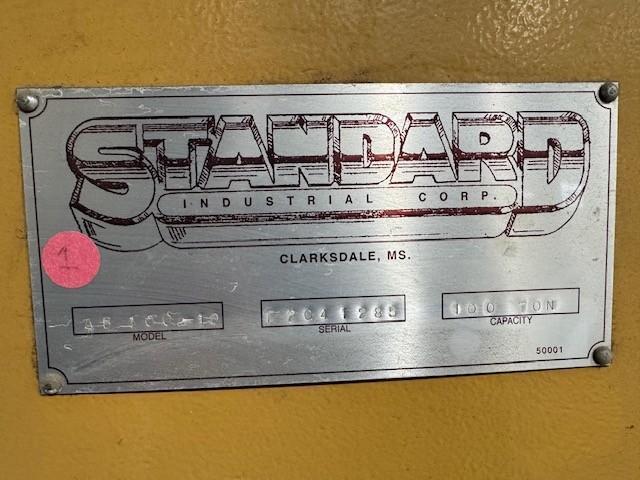 STANDARD
INDUSTRIAL CORP.
CLARKSDALE, MS.
1
100 TON
MODEL
SERIAL
CAPACITY
50001